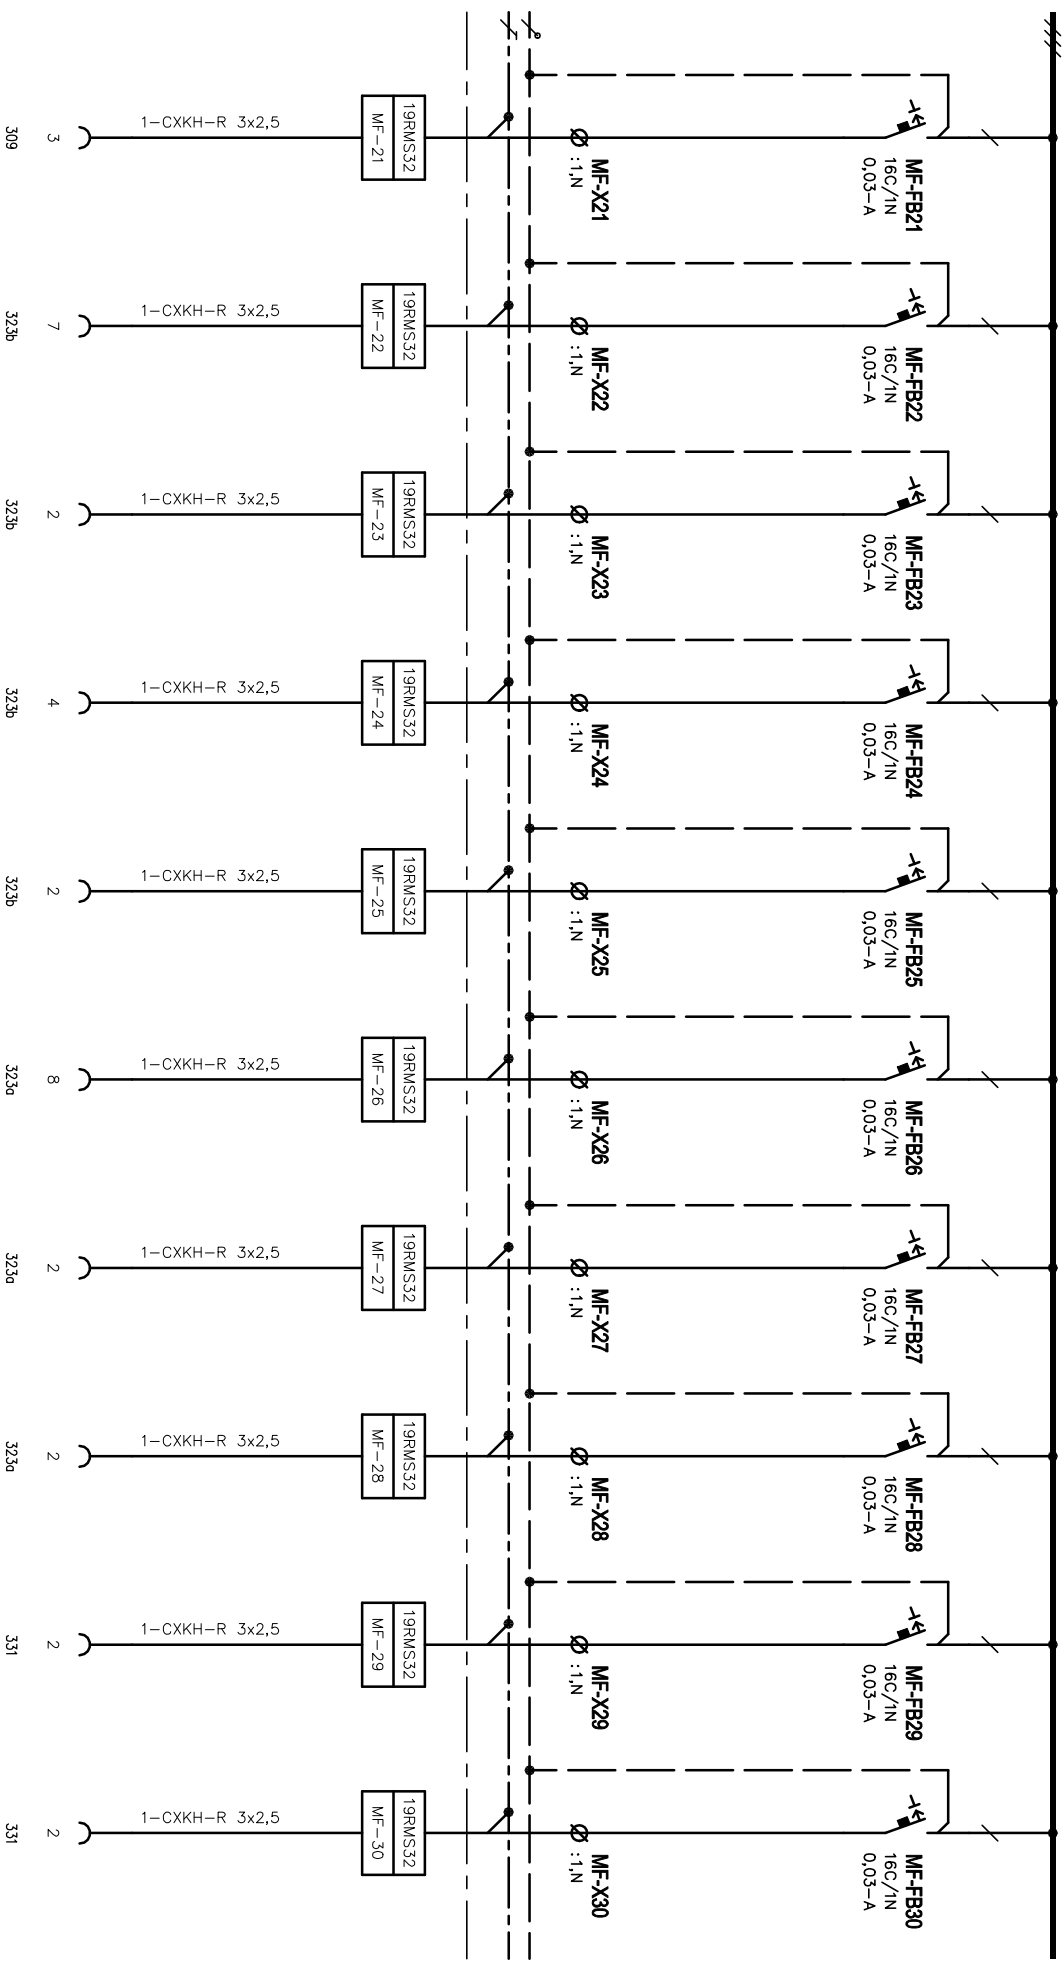 MF-FB21
16C/1N
0,03-A
MF-X21
:1,N
19RMS32
MF-21
1-CXKH-R 3x2,5
3
309
MF-FB22
16C/1N
0,03-A
MF-X22
:1,N
19RMS32
MF-22
1-CXKH-R 3x2,5
7
323b
MF-FB23
16C/1N
0,03-A
MF-X23
:1,N
19RMS32
MF-23
1-CXKH-R 3x2,5
2
323b
MF-FB24
16C/1N
0,03-A
MF-X24
:1,N
19RMS32
MF-24
1-CXKH-R 3x2,5
4
323b
MF-FB25
16C/1N
0,03-A
MF-X25
:1,N
19RMS32
MF-25
1-CXKH-R 3x2,5
2
323b
MF-FB26
16C/1N
0,03-A
MF-X26
:1,N
19RMS32
MF-26
1-CXKH-R 3x2,5
8
323a
MF-FB27
16C/1N
0,03-A
MF-X27
:1,N
19RMS32
MF-27
1-CXKH-R 3x2,5
2
323a
MF-FB28
16C/1N
0,03-A
MF-X28
:1,N
19RMS32
MF-28
1-CXKH-R 3x2,5
2
323a
MF-FB29
16C/1N
0,03-A
MF-X29
:1,N
19RMS32
MF-29
1-CXKH-R 3x2,5
2
331
MF-FB30
16C/1N
0,03-A
MF-X30
:1,N
19RMS32
MF-30
1-CXKH-R 3x2,5
2
331